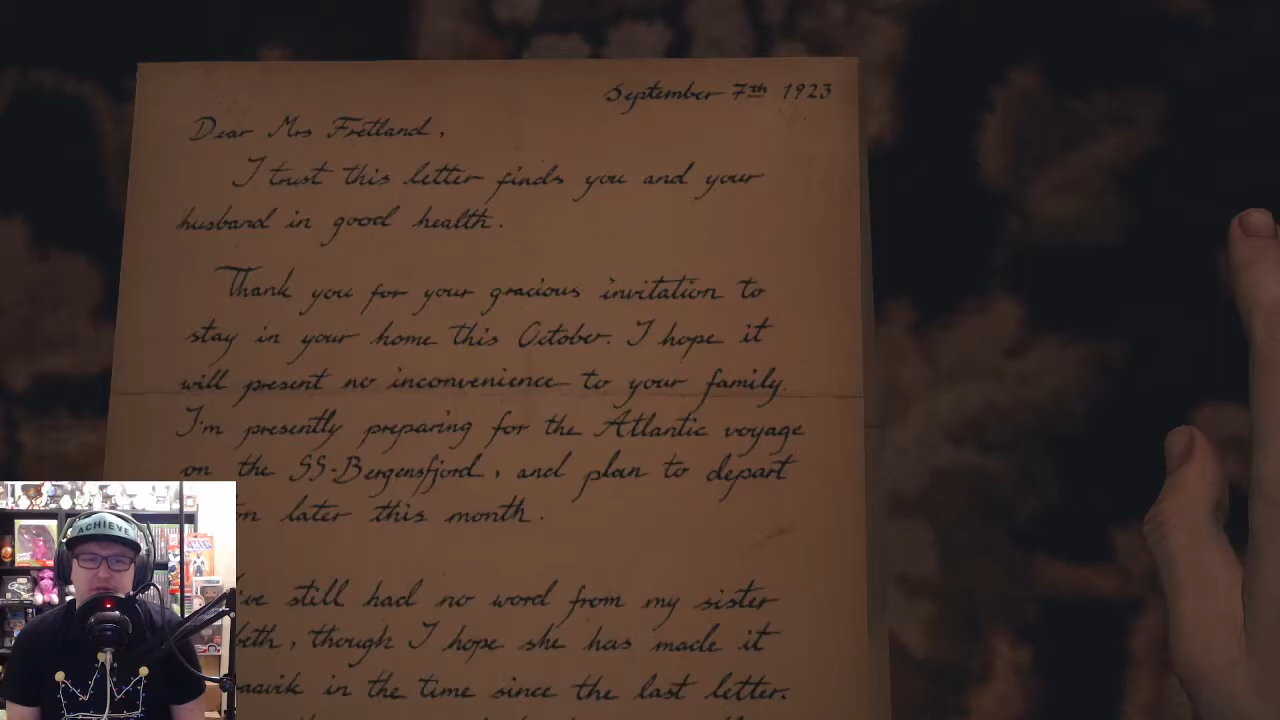 September 7th 1923
Dear Mrs Fretland,
I trust this letter finds you and your
husband in good health.
Thank you for your gracious invitation to
stay in your home this October. I hope it
will present no inconvenience to your family.
I'm presently preparing for the Atlantic voyage
on the SS-Bergensfjord, and plan to depart
later this month.
still had no word from my sister
though I hope she has made it
in the time since the last letter.
ACHIEVE